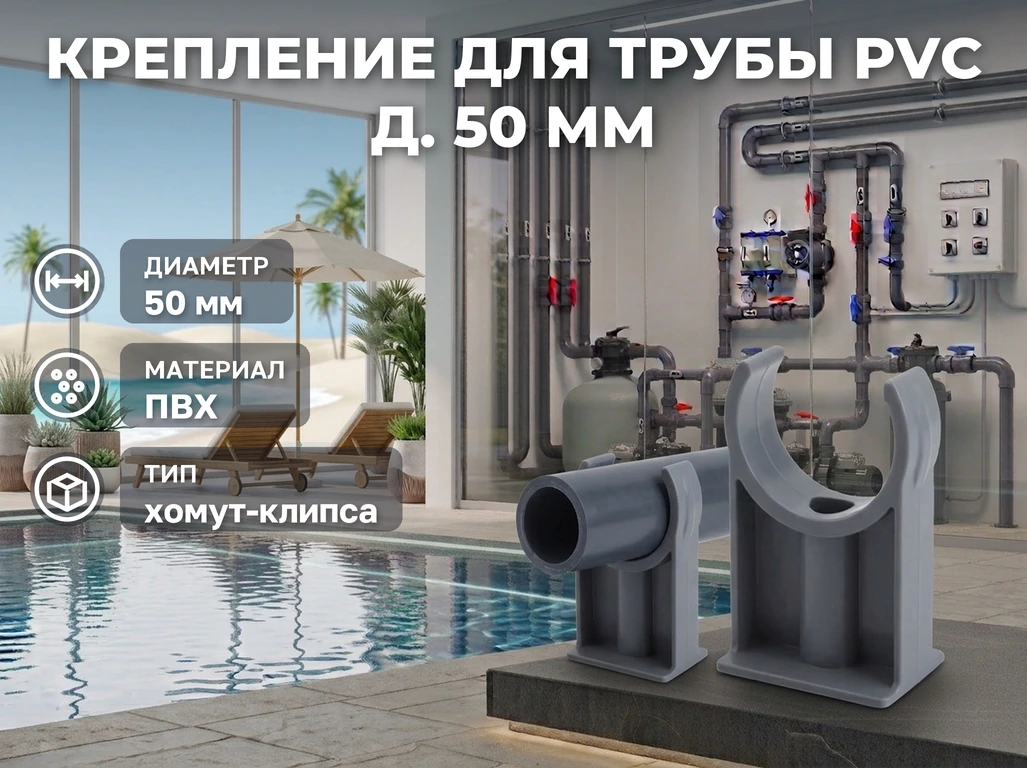 КРЕПЛЕНИЕ ДЛЯ ТРУБЫ PVC
Д. 50 ММ
ДИАМЕТР
50 мм
МАТЕРИАЛ
ПВХ
ТИП
хомут-клипса